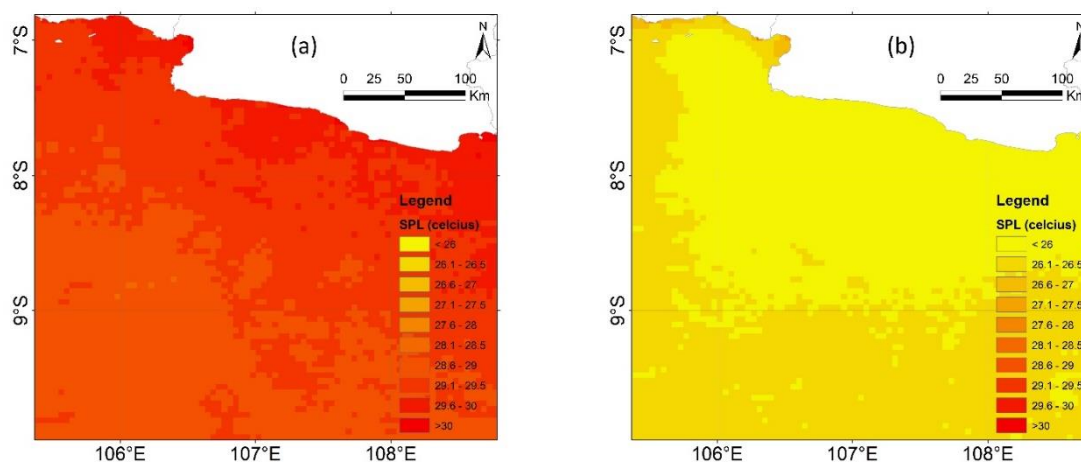 (a)
N
0 25 50 100
Km
7°S
8°S
9°S
Legend
SPL (celcius)
< 26
26.1 - 26.5
26.6 - 27
27.1 - 27.5
27.6 - 28
28.1 - 28.5
28.6 - 29
29.1 - 29.5
29.6 - 30
>30
106°E 107°E 108°E
(b)
N
0 25 50 100
Km
7°S
8°S
9°S
Legend
SPL (celcius)
< 26
26.1 - 26.5
26.6 - 27
27.1 - 27.5
27.6 - 28
28.1 - 28.5
28.6 - 29
29.1 - 29.5
29.6 - 30
>30
106°E 107°E 108°E